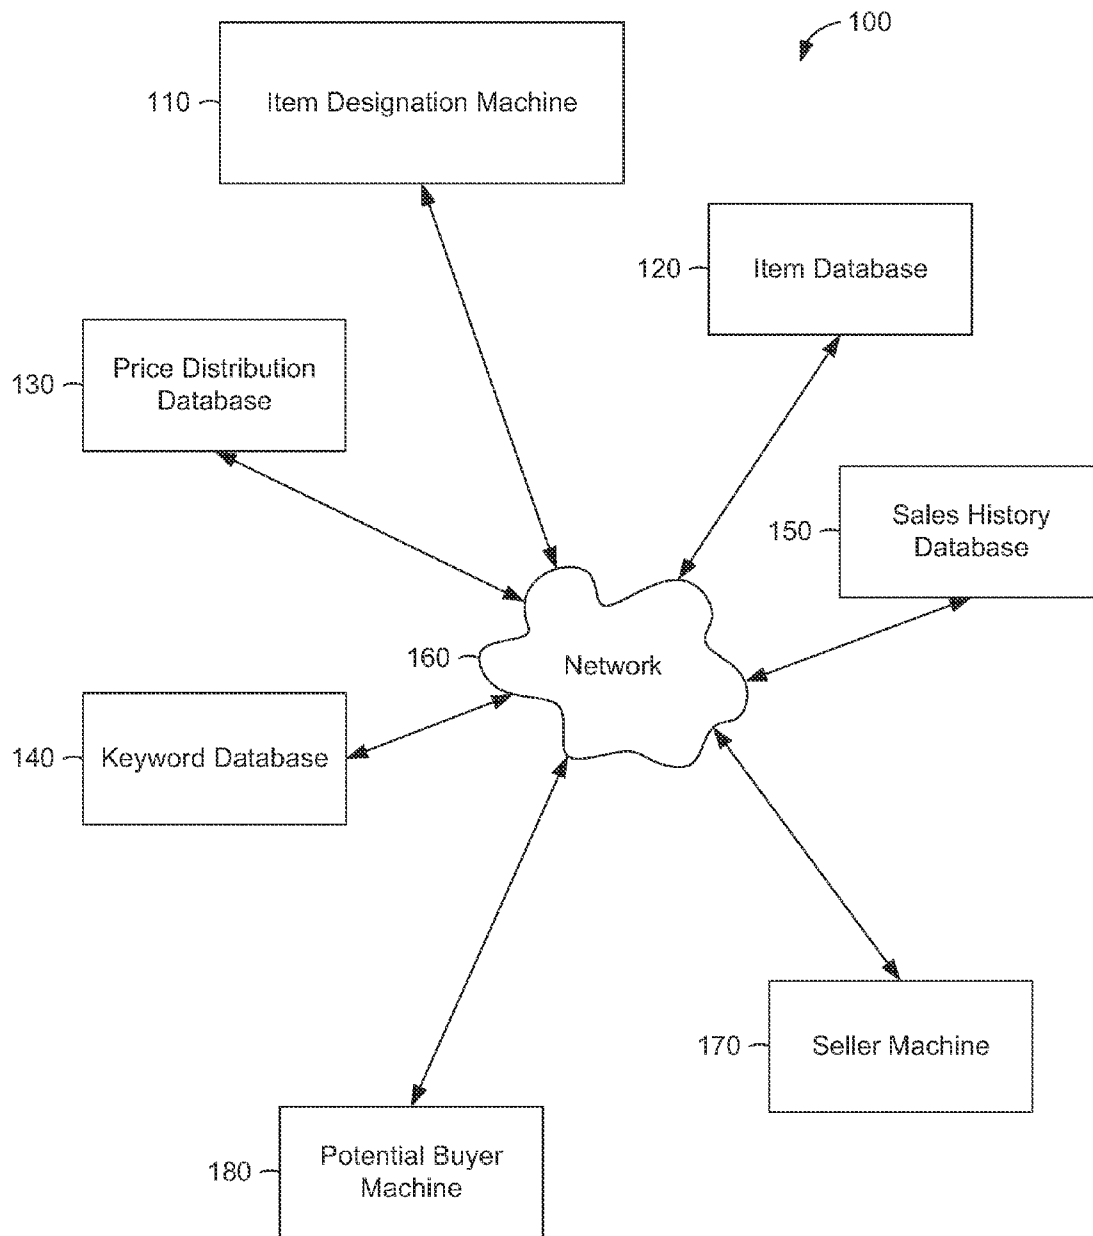 100
110
Item Designation Machine
120
Item Database
130
Price Distribution
Database
150
Sales History
Database
160
Network
140
Keyword Database
170
Seller Machine
180
Potential Buyer
Machine